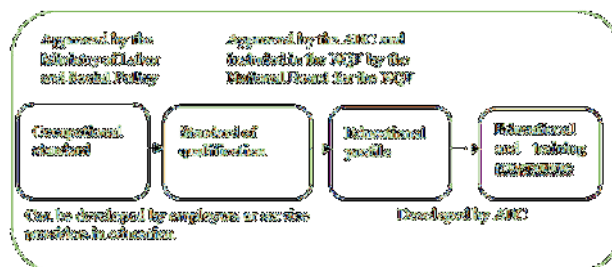 Approved by the
Ministry of Labor
and Social Policy
Approved by the AVC and
included in the NQF by the
National Board for the NQF
Occupational
standard
Standard of
qualification
Educational
profile
Educational
and training
Can be developed by employers or service
providers in education
Developed by AVC